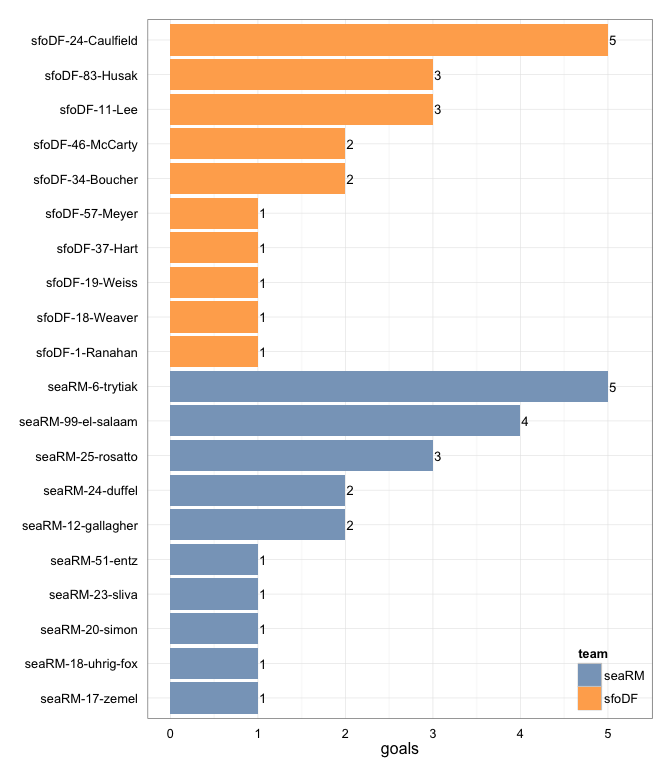 sfoDF-24-Caulfield 5
sfoDF-83-Husak 3
sfoDF-11-Lee 3
sfoDF-46-McCarty 2
sfoDF-34-Boucher 2
sfoDF-57-Meyer 1
sfoDF-37-Hart 1
sfoDF-19-Weiss 1
sfoDF-18-Weaver 1
sfoDF-1-Ranahan 1
seaRM-6-trytiak 5
seaRM-99-el-salaam 4
seaRM-25-rosatto 3
seaRM-24-duffel 2
seaRM-12-gallagher 2
seaRM-51-entz 1
seaRM-23-sliva 1
seaRM-20-simon 1
seaRM-18-uhrig-fox 1
seaRM-17-zemel 1
team
seaRM
sfoDF
0 1 2 3 4 5
goals